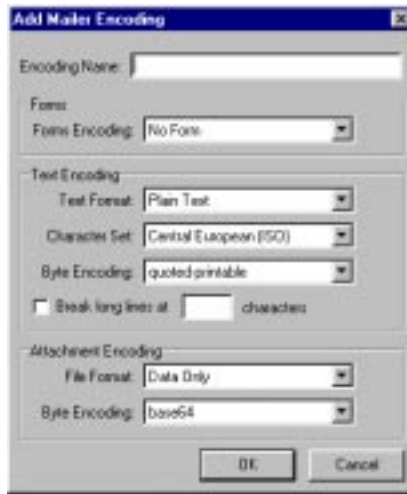 Add Mailer Encoding
Encoding Name:
Forms
Forms Encoding: No Form
Text Encoding
Text Format: Plain Text
Character Set: Central European (ISO)
Byte Encoding: quoted-printable
Break long lines at characters
Attachment Encoding
File Format: Data Only
Byte Encoding: base64
OK Cancel